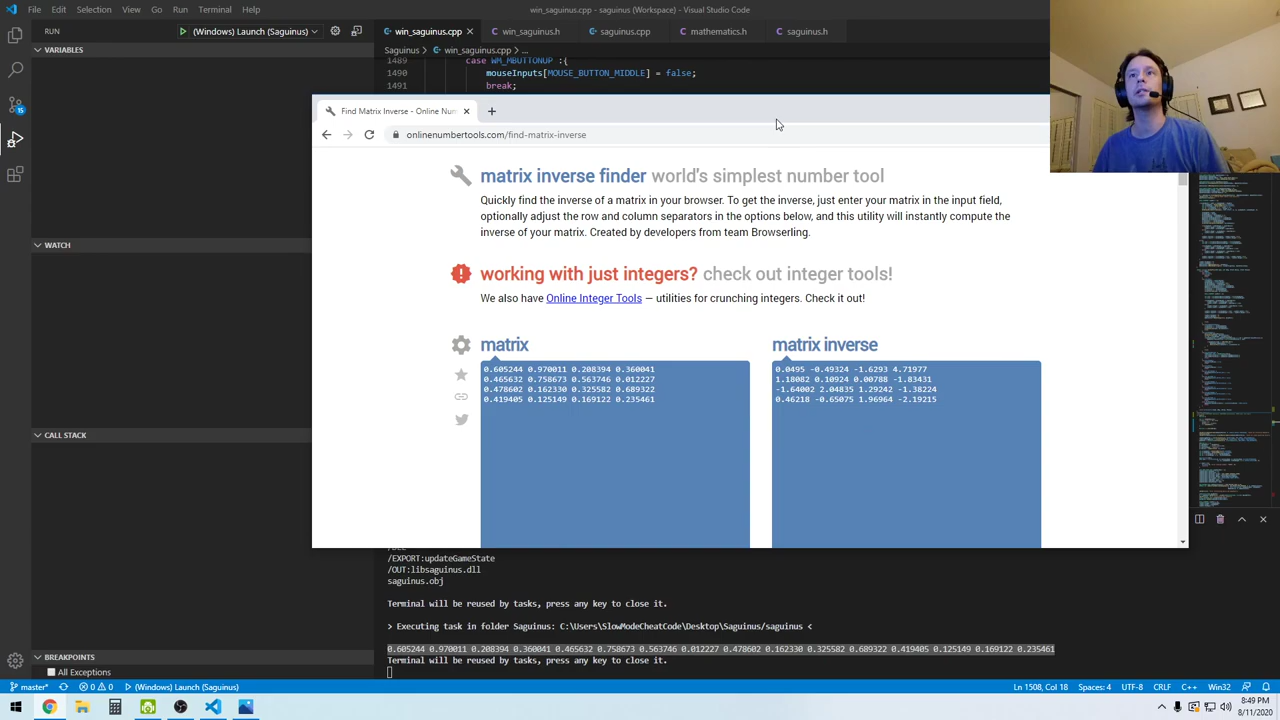 File Edit Selection View Go Run Terminal Help
win_saguinus.cpp - saguinus (Workspace) - Visual Studio Code
RUN (Windows) Launch (Saguinus)
win_saguinus.cpp win_saguinus.h saguinus.cpp mathematics.h saguinus.h
VARIABLES
Saguinus > win_saguinus.cpp > ...
1489 case WM_MBUTTONUP :{
1490 mouseInputs[MOUSE_BUTTON_MIDDLE] = false;
1491 break;
15
Find Matrix Inverse - Online Num
onlinenumbertools.com/find-matrix-inverse
matrix inverse finder world's simplest number tool
Quickly find the inverse of a matrix in your browser. To get the inverse, just enter your matrix in the input field,
optionally adjust the row and column separators in the options below, and this utility will instantly compute the
inverse of your matrix. Created by developers from team Browserling.
WATCH
working with just integers? check out integer tools!
We also have Online Integer Tools — utilities for crunching integers. Check it out!
matrix
0.605244 0.970011 0.208394 0.360041
0.465632 0.758673 0.563746 0.012227
0.478602 0.162330 0.325582 0.689322
0.419405 0.125149 0.169122 0.235461
matrix inverse
0.0495 -0.49324 -1.6293 4.71977
1.18082 0.10924 0.00788 -1.83431
-1.64002 2.04835 1.29242 -1.38224
0.46218 -0.65075 1.96964 -2.19215
CALL STACK
/EXPORT:updateGameState
/OUT:libsaguinus.dll
saguinus.obj
Terminal will be reused by tasks, press any key to close it.
> Executing task in folder Saguinus: C:\Users\SlowModeCheatCode\Desktop\Saguinus/saguinus <
0.605244 0.970011 0.208394 0.360041 0.465632 0.758673 0.563746 0.012227 0.478602 0.162330 0.325582 0.689322 0.419405 0.125149 0.169122 0.235461
Terminal will be reused by tasks, press any key to close it.
BREAKPOINTS
All Exceptions
master* 0 0 (Windows) Launch (Saguinus)
Ln 1508, Col 18 Spaces: 4 UTF-8 CRLF C++ Win32
8:49 PM
8/11/2020